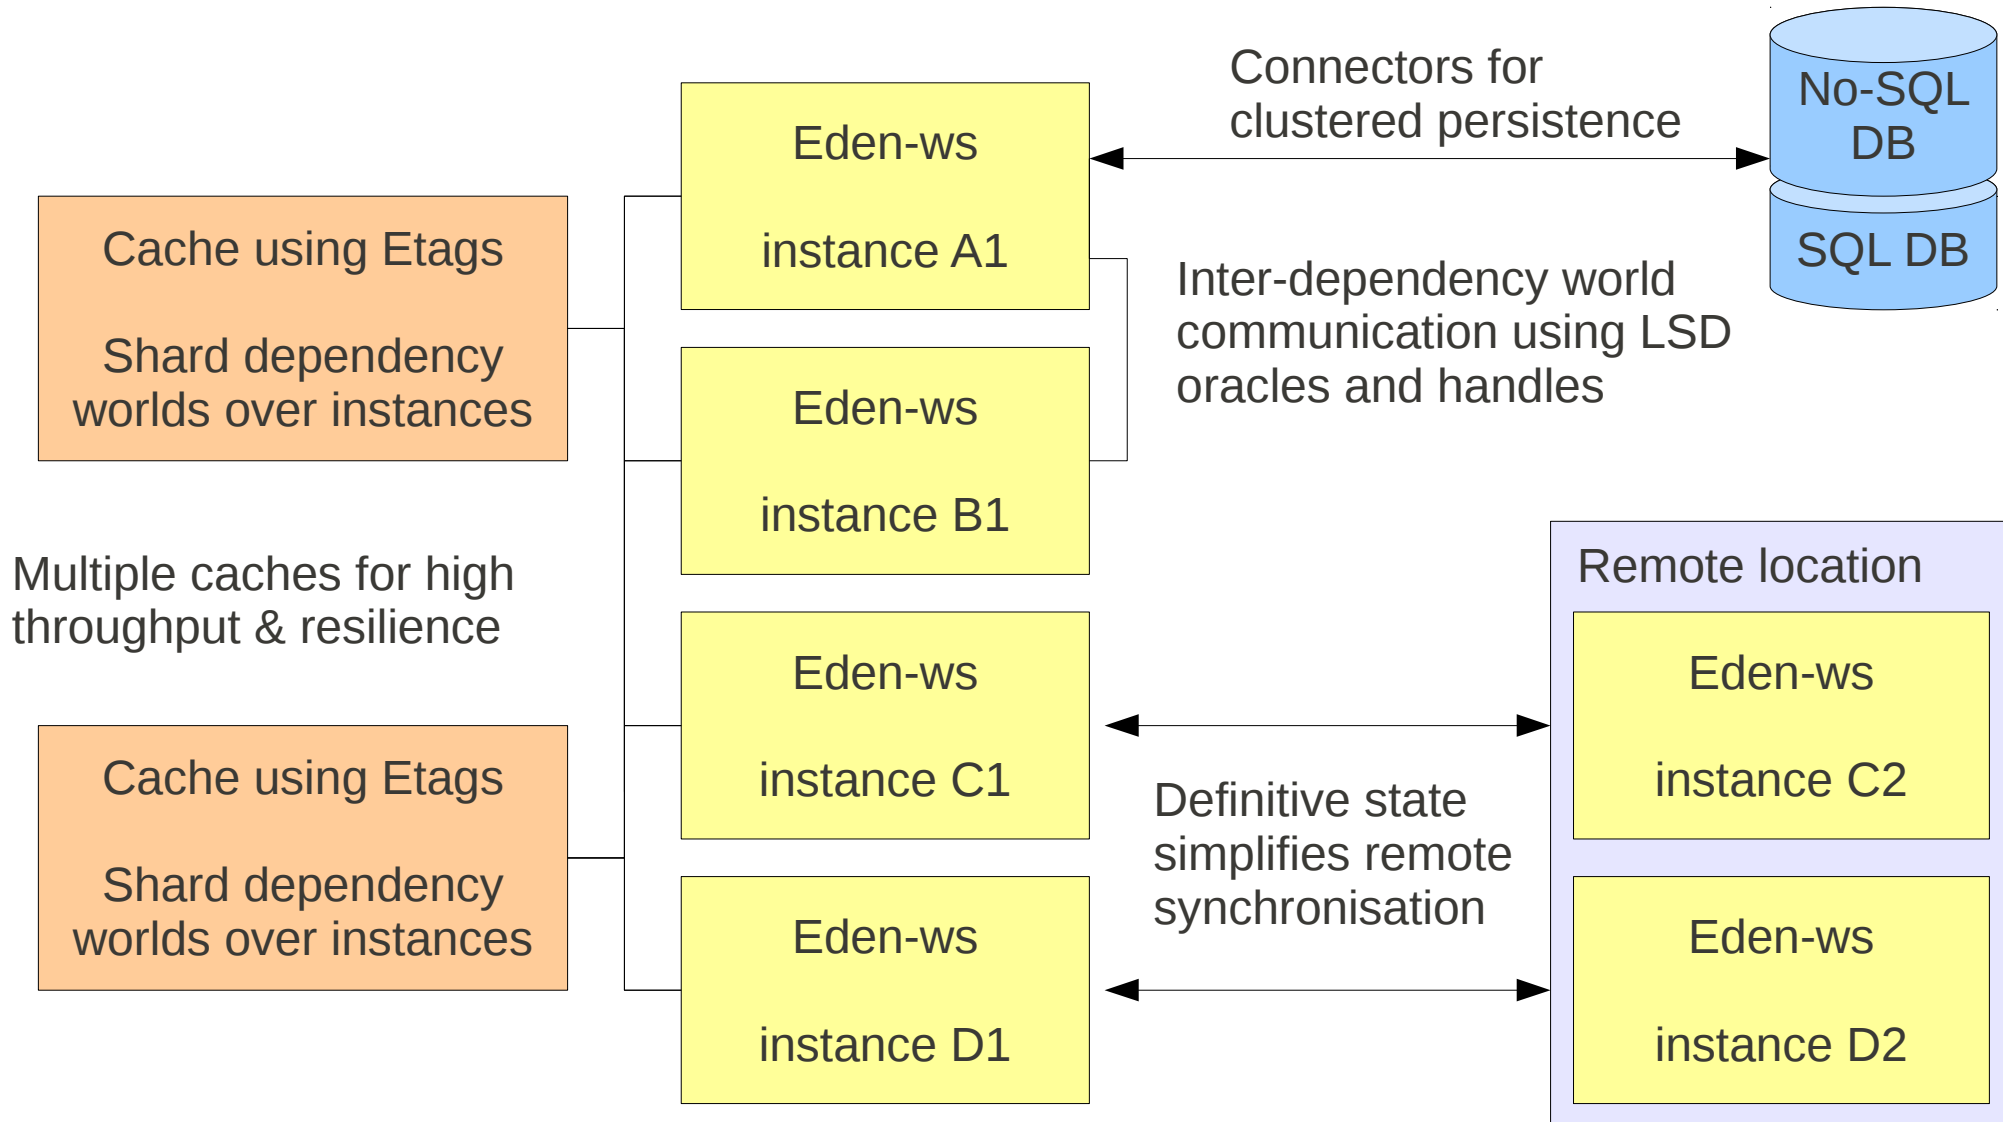 Connectors for
clustered persistence
No-SQL
DB
SQL DB
Eden-ws
instance A1
Cache using Etags
Shard dependency
worlds over instances
Inter-dependency world
communication using LSD
oracles and handles
Eden-ws
instance B1
Multiple caches for high
throughput & resilience
Remote location
Eden-ws
instance C1
Eden-ws
instance C2
Cache using Etags
Shard dependency
worlds over instances
Definitive state
simplifies remote
synchronisation
Eden-ws
instance D1
Eden-ws
instance D2